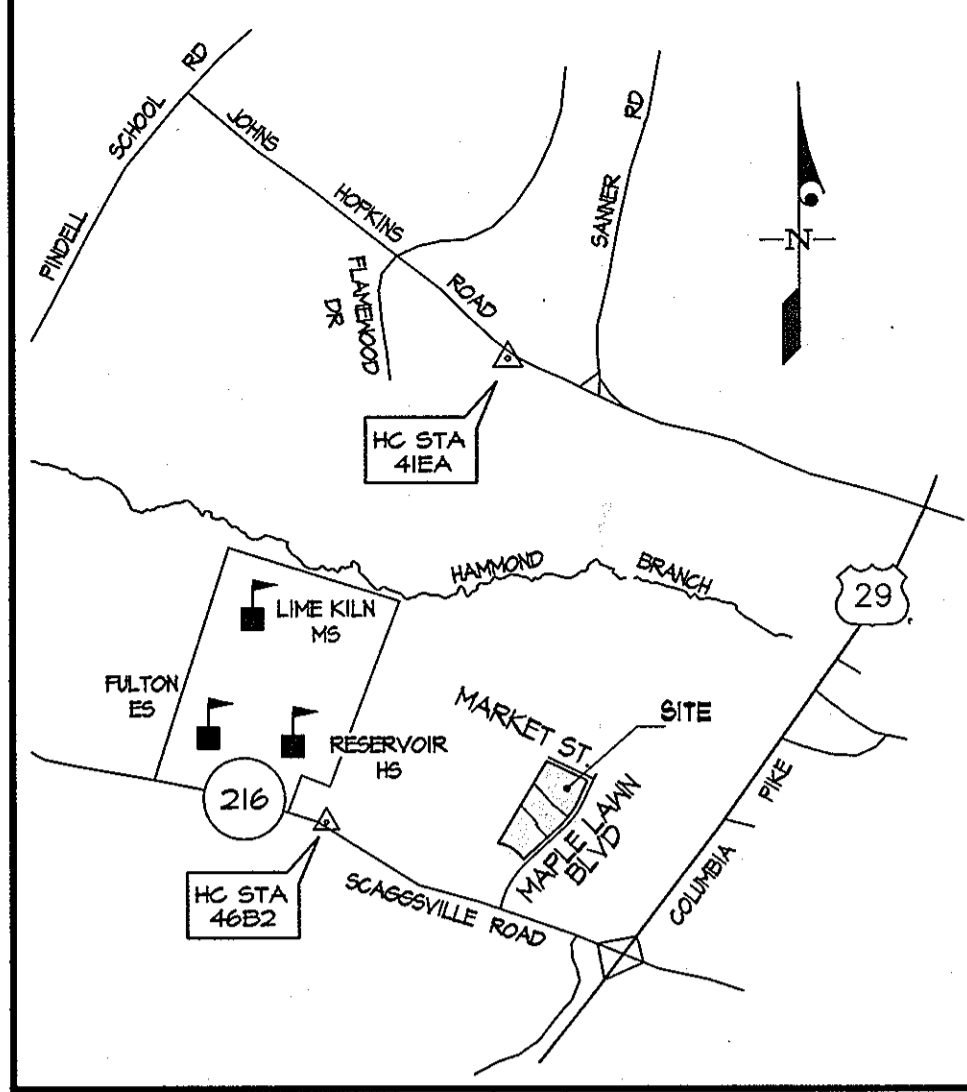 PINDELL SCHOOL RD
JOHNS HOPKINS ROAD
FLAMEWOOD
DR
SANNER RD
N
HC STA
41EA
HAMMOND BRANCH
29
LIME KILN
MS
FULTON
ES
RESERVOIR
HS
216
MARKET ST.
SITE
MAPLE LAWN
BLVD
COLUMBIA PIKE
HC STA
46B2
SCAGGSVILLE ROAD